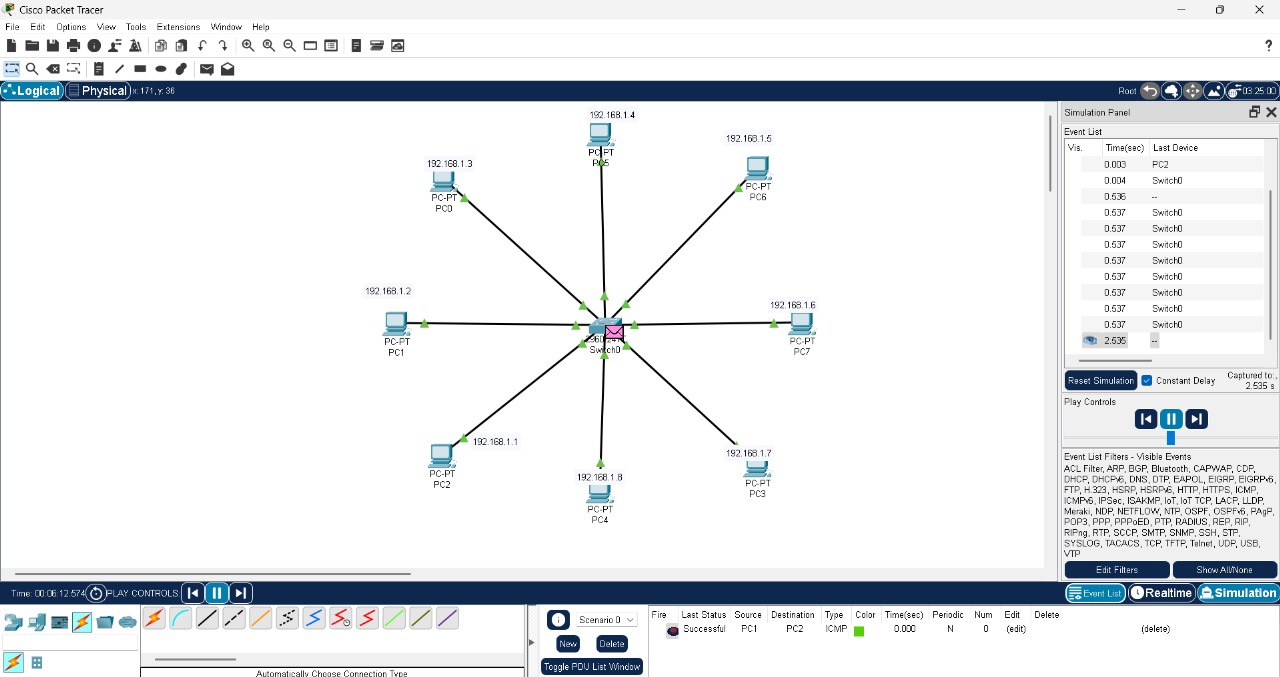 Cisco Packet Tracer
File Edit Options View Tools Extensions Window Help
?
Logical Physical x: 171, y: 36 Root 03:25:00
Simulation Panel
Event List
Vis. Time(sec) Last Device
0.003 PC2
0.004 Switch0
0.536 --
0.537 Switch0
0.537 Switch0
0.537 Switch0
0.537 Switch0
0.537 Switch0
0.537 Switch0
0.537 Switch0
0.537 Switch0
2.535 --
Reset Simulation Constant Delay Captured to:
2.535 s
Play Controls
Event List Filters - Visible Events
ACL Filter, ARP, BGP, Bluetooth, CAPWAP, CDP,
DHCP, DHCPv6, DNS, DTP, EAPOL, EIGRP, EIGRPv6,
FTP, H.323, HSRP, HSRPv6, HTTP, HTTPS, ICMP,
ICMPv6, IPSec, ISAKMP, IoT, IoT TCP, LACP, LLDP,
Meraki, NDP, NETFLOW, NTP, OSPF, OSPFv6, PAgP,
POP3, PPP, PPPoED, PTP, RADIUS, REP, RIP,
RIPng, RTP, SCCP, SMTP, SNMP, SSH, STP,
SYSLOG, TACACS, TCP, TFTP, Telnet, UDP, USB,
VTP
Edit Filters Show All/None
192.168.1.4
PC-PT
PC5
192.168.1.5
PC-PT
PC6
192.168.1.3
PC-PT
PC0
192.168.1.2
PC-PT
PC1
192.168.1.6
PC-PT
PC7
Switch0
192.168.1.1
PC-PT
PC2
192.168.1.8
PC-PT
PC4
192.168.1.7
PC-PT
PC3
Time: 00:06:12.574 PLAY CONTROLS: Event List Realtime Simulation
Automatically Choose Connection Type
Scenario 0
New Delete
Toggle PDU List Window
Fire Last Status Source Destination Type Color Time(sec) Periodic Num Edit Delete
Successful PC1 PC2 ICMP 0.000 N 0 (edit) (delete)